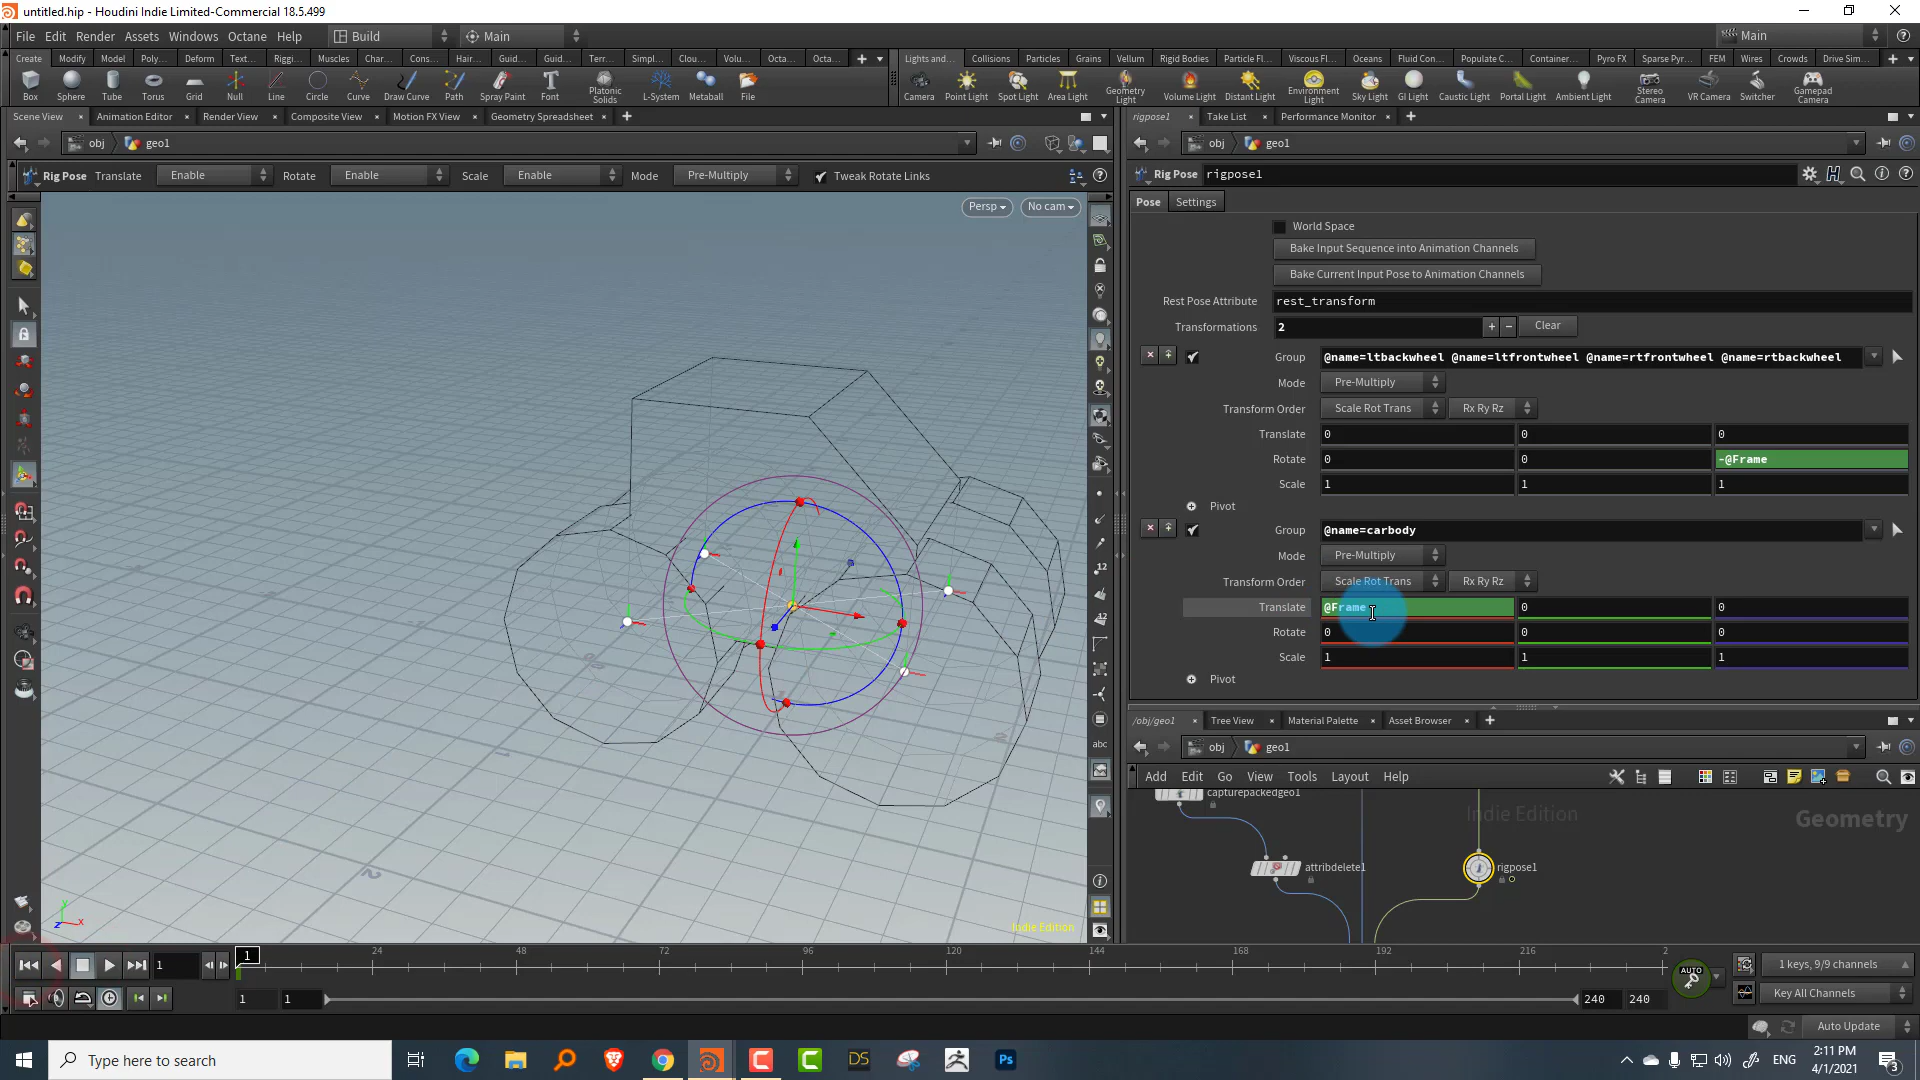 untitled.hip - Houdini Indie Limited-Commercial 18.5.499
File Edit Render Assets Windows Octane Help Build Main Main
Create Modify Model Poly... Deform Text... Riggi... Muscles Char... Cons... Hair... Guid... Guid... Terr... Simpl... Clou... Volu... Octa... Octa...
Lights and... Collisions Particles Grains Vellum Rigid Bodies Particle Fl... Viscous Fl... Oceans Fluid Con... Populate C... Container... Pyro FX Sparse Pyr... FEM Wires Crowds Drive Sim...
Box Sphere Tube Torus Grid Null Line Circle Curve Draw Curve Path Spray Paint Font Platonic Solids L-System Metaball File
Camera Point Light Spot Light Area Light Geometry Light Volume Light Distant Light Environment Light Sky Light GI Light Caustic Light Portal Light Ambient Light Stereo Camera VR Camera Switcher Gamepad Camera
Scene View Animation Editor Render View Composite View Motion FX View Geometry Spreadsheet
rigpose1 Take List Performance Monitor
obj geo1
obj geo1
Rig Pose Translate Enable Rotate Enable Scale Enable Mode Pre-Multiply Tweak Rotate Links
Rig Pose rigpose1
Persp No cam
Pose Settings
World Space
Bake Input Sequence into Animation Channels
Bake Current Input Pose to Animation Channels
Rest Pose Attribute rest_transform
Transformations 2 Clear
Group @name=ltbackwheel @name=ltfrontwheel @name=rtfrontwheel @name=rtbackwheel
Mode Pre-Multiply
Transform Order Scale Rot Trans Rx Ry Rz
Translate 0 0 0
Rotate 0 0 -@Frame
Scale 1 1 1
Pivot
Group @name=carbody
Mode Pre-Multiply
Transform Order Scale Rot Trans Rx Ry Rz
Translate @Frame 0 0
Rotate 0 0 0
Scale 1 1 1
Pivot
/obj/geo1 Tree View Material Palette Asset Browser
obj geo1
Add Edit Go View Tools Layout Help
capturepackedgeo1
Indie Edition
Geometry
attribdelete1
rigpose1
Indie Edition
abc
1 1 24 48 72 96 120 144 168 192 216 2
1 1 240 240
AUTO
1 keys, 9/9 channels
Key All Channels
Auto Update
Type here to search
DS
Ps
ENG
2:11 PM
4/1/2021
3